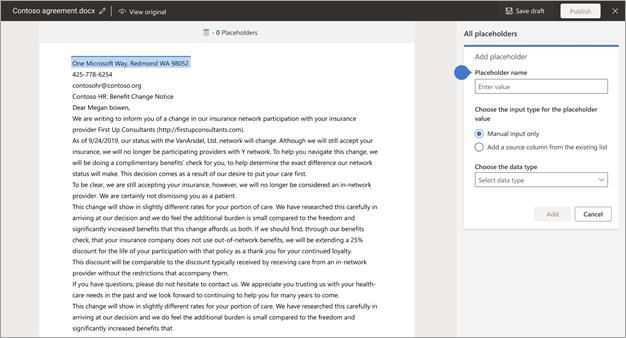 Contoso agreement.docx
View original
Save draft
Publish
- 0 Placeholders
One Microsoft Way, Redmond WA 98052
425-778-6254
contosohr@contoso.org
Contoso HR: Benefit Change Notice
Dear Megan bowen,
We are writing to inform you of a change in our insurance network participation with your insurance
provider First Up Consultants (http://firstupconsultants.com).
As of 9/24/2019, our status with the VanArsdel, Ltd. network will change. Although we will still accept your
insurance, we will no longer be participating providers with Y network. To help you navigate this change, we
will be doing a complimentary benefits' check for you, to help determine the exact difference our network
status will make. This decision comes as a result of our desire to put your care first.
To be clear, we are still accepting your insurance, however, we will no longer be considered an in-network
provider. We are certainly not dismissing you as a patient.
This change will show in slightly different rates for your portion of care. We have researched this carefully in
arriving at our decision and we do feel the additional burden is small compared to the freedom and
significantly increased benefits that this change affords us both. If we should find, through our benefits
check, that your insurance company does not use out-of-network benefits, we will be extending a 25%
discount for the life of your participation with that policy as a thank you for your continued loyalty.
This discount will be comparable to the discount typically received by receiving care from an in-network
provider without the restrictions that accompany them.
If you have questions, please do not hesitate to contact us. We appreciate you trusting us with your health-
care needs in the past and we look forward to continuing to help you for many years to come.
This change will show in slightly different rates for your portion of care. We have researched this carefully in
arriving at our decision and we do feel the additional burden is small compared to the freedom and
significantly increased benefits that
All placeholders
Add placeholder
Placeholder name
Enter value
Choose the input type for the placeholder
value
Manual input only
Add a source column from the existing list
Choose the data type
Select data type
Add
Cancel